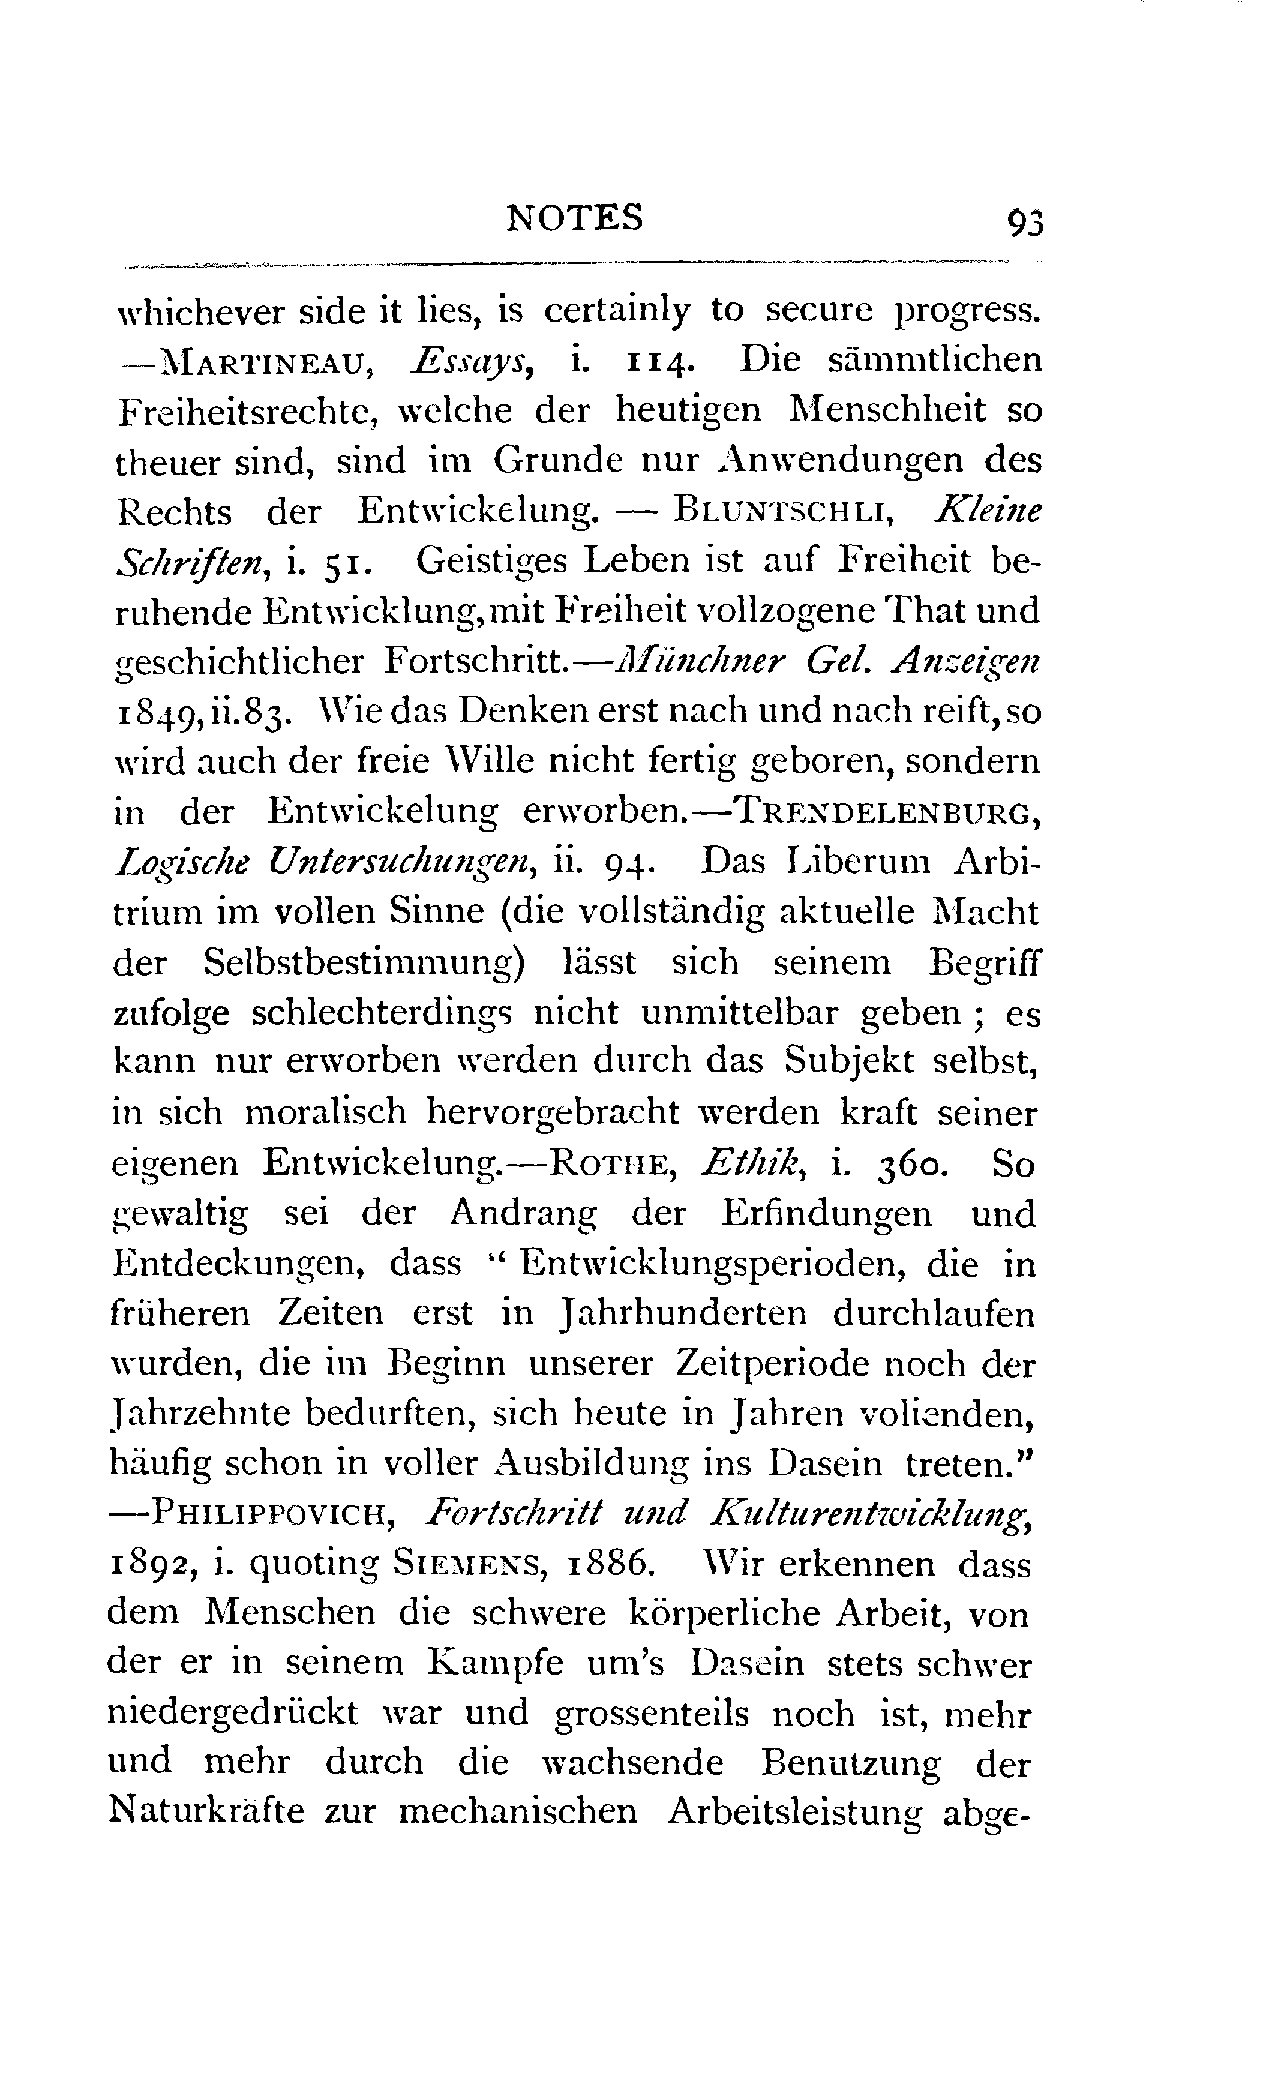 NOTES 93
whichever side it lies, is certainly to secure progress.
—MARTINEAU, Essays, i. 114. Die sämmtlichen
Freiheitsrechte, welche der heutigen Menschheit so
theuer sind, sind im Grunde nur Anwendungen des
Rechts der Entwickelung. — BLUNTSCHLI, Kleine
Schriften, i. 51. Geistiges Leben ist auf Freiheit be-
ruhende Entwicklung, mit Freiheit vollzogene That und
geschichtlicher Fortschritt.—Münchner Gel. Anzeigen
1849, ii. 83. Wie das Denken erst nach und nach reift, so
wird auch der freie Wille nicht fertig geboren, sondern
in der Entwickelung erworben.—TRENDELENBURG,
Logische Untersuchungen, ii. 94. Das Liberum Arbi-
trium im vollen Sinne (die vollständig aktuelle Macht
der Selbstbestimmung) lässt sich seinem Begriff
zufolge schlechterdings nicht unmittelbar geben ; es
kann nur erworben werden durch das Subjekt selbst,
in sich moralisch hervorgebracht werden kraft seiner
eigenen Entwickelung.—ROTHE, Ethik, i. 360. So
gewaltig sei der Andrang der Erfindungen und
Entdeckungen, dass “ Entwicklungsperioden, die in
früheren Zeiten erst in Jahrhunderten durchlaufen
wurden, die im Beginn unserer Zeitperiode noch der
Jahrzehnte bedurften, sich heute in Jahren vollenden,
häufig schon in voller Ausbildung ins Dasein treten.”
—PHILIPPOVICH, Fortschritt und Kulturentwicklung,
1892, i. quoting SIEMENS, 1886. Wir erkennen dass
dem Menschen die schwere körperliche Arbeit, von
der er in seinem Kampfe um's Dasein stets schwer
niedergedrückt war und grossenteils noch ist, mehr
und mehr durch die wachsende Benutzung der
Naturkräfte zur mechanischen Arbeitsleistung abge-